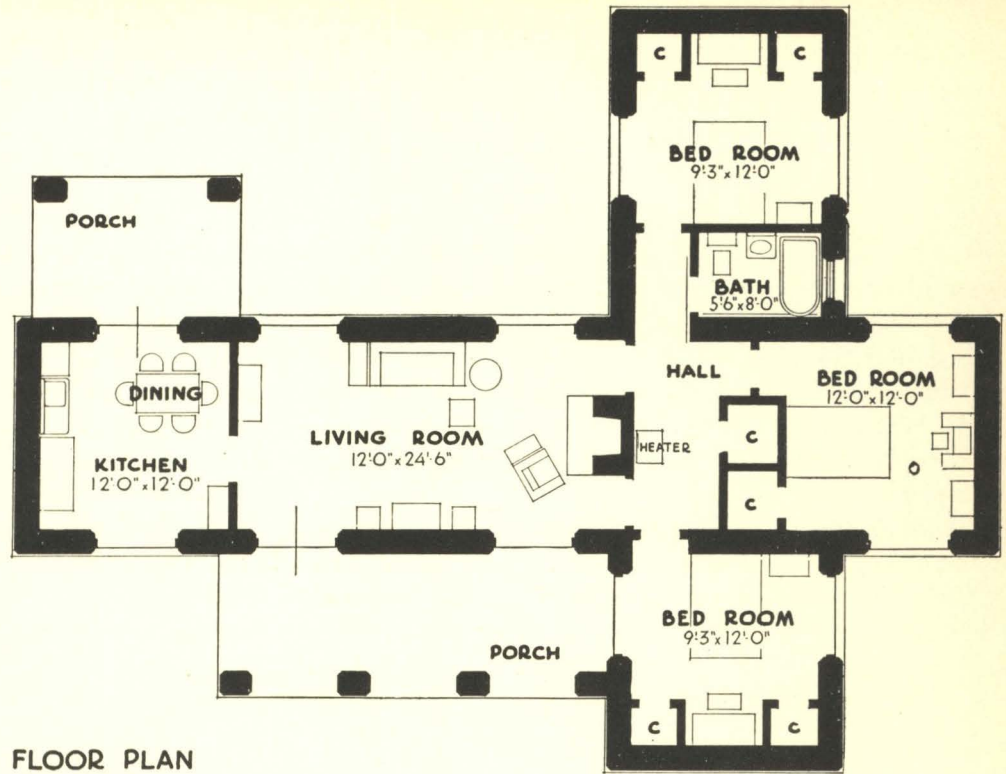 C
C
BED ROOM
9'·3" x 12'·0"
PORCH
BATH
5'·6" x 8'·0"
HALL
BED ROOM
12'·0" x 12'·0"
DINING
LIVING ROOM
12'·0" x 24'·6"
HEATER
C
KITCHEN
12'·0" x 12'·0"
C
BED ROOM
9'·3" x 12'·0"
PORCH
C
C
FLOOR PLAN